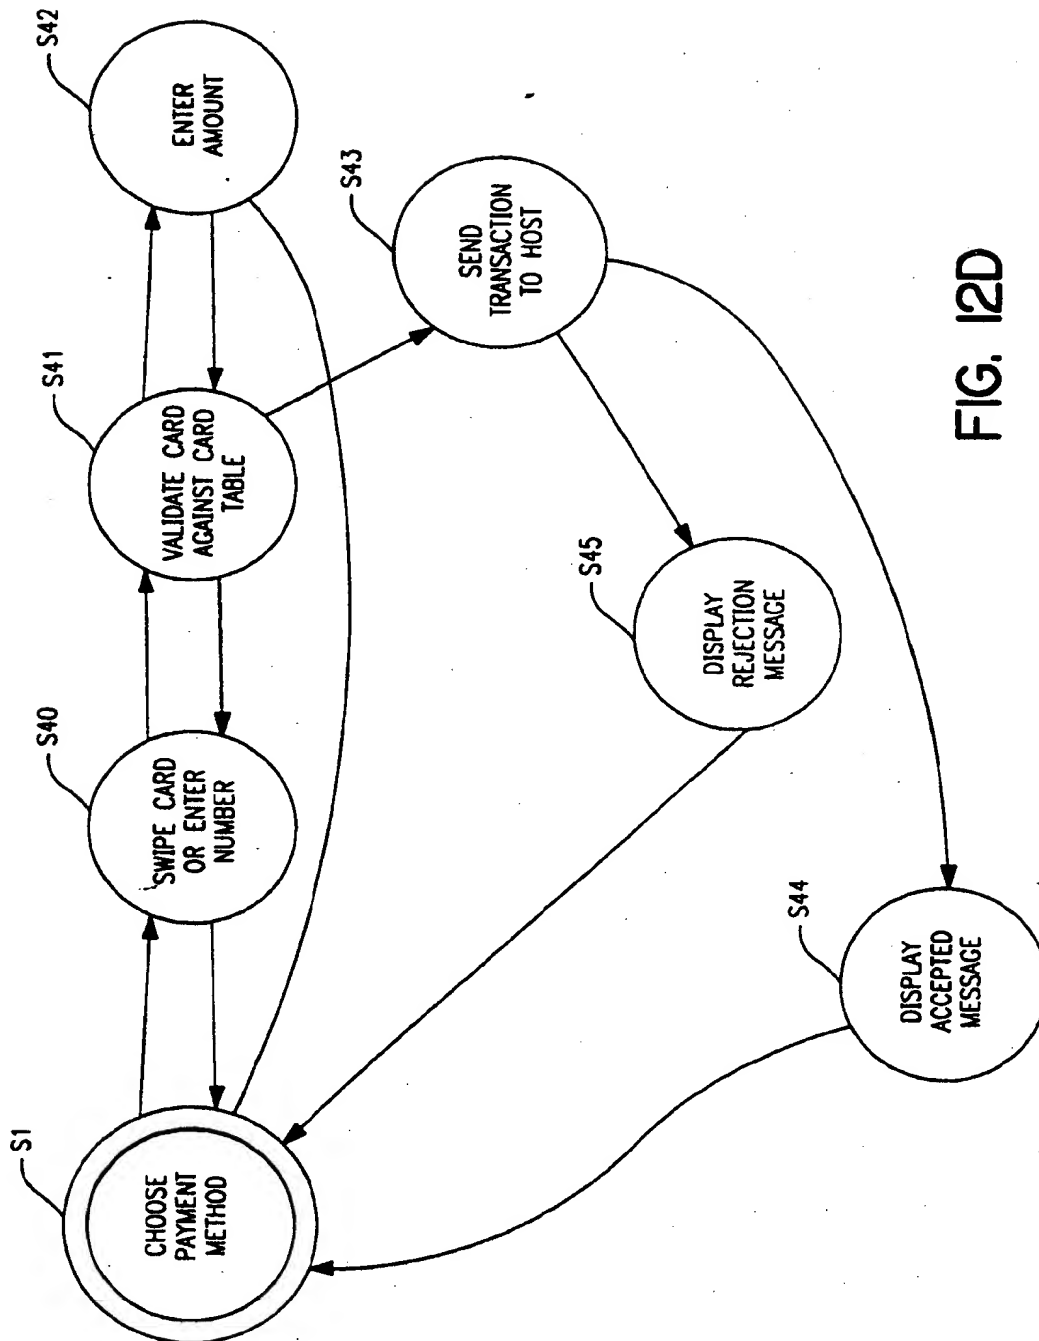 S1
CHOOSE
PAYMENT
METHOD
S40
SWIPE CARD
OR ENTER
NUMBER
S41
VALIDATE CARD
AGAINST CARD
TABLE
S42
ENTER
AMOUNT
S43
SEND
TRANSACTION
TO HOST
S45
DISPLAY
REJECTION
MESSAGE
S44
DISPLAY
ACCEPTED
MESSAGE
FIG. 12D